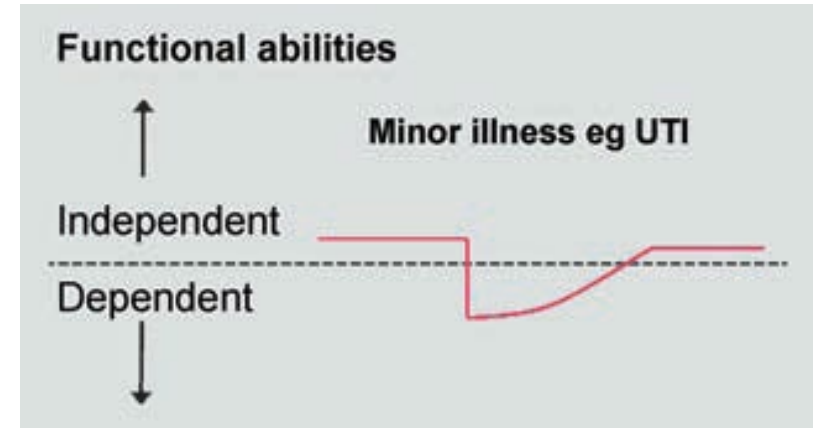 Functional abilities
Minor illness eg UTI
Independent
Dependent